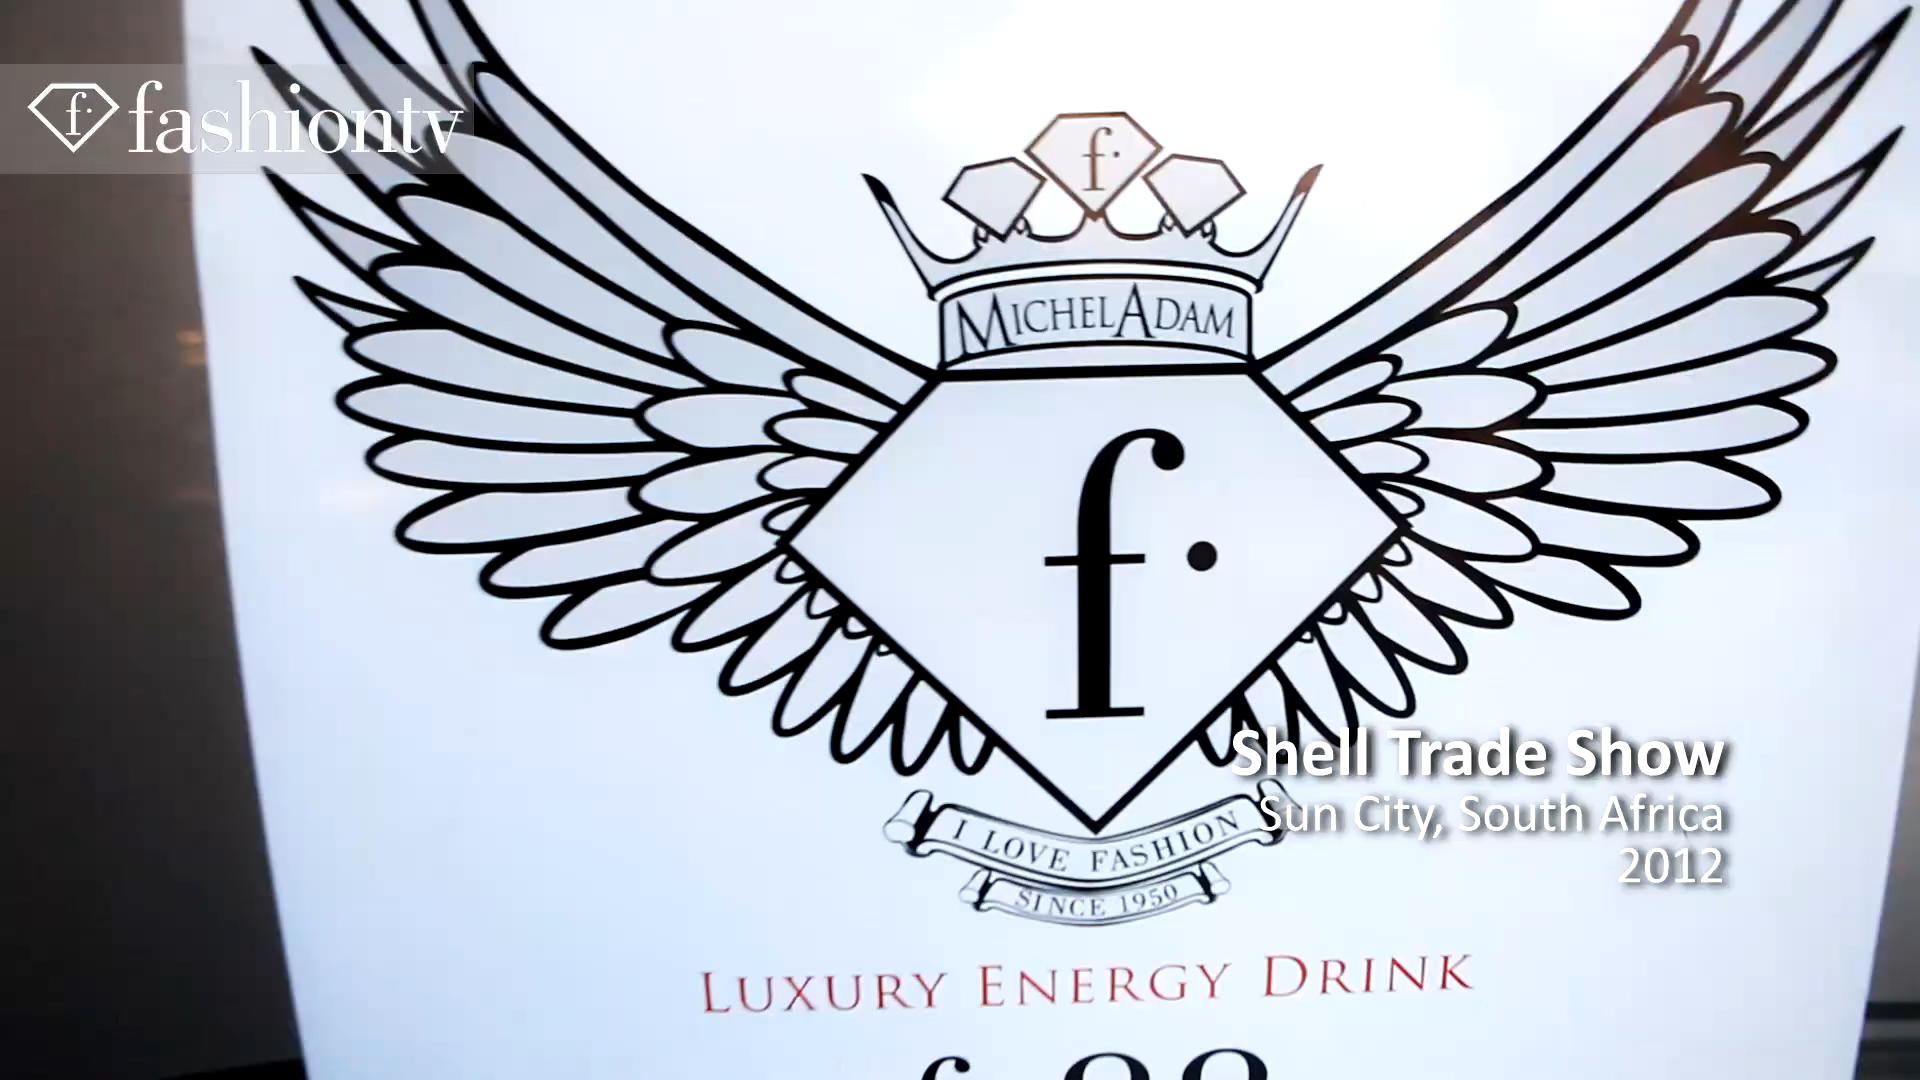 f.
fashiontv
f.
MICHELADAM
f.
Shell Trade Show
Sun City, South Africa
2012
I LOVE FASHION
SINCE 1950
LUXURY ENERGY DRINK